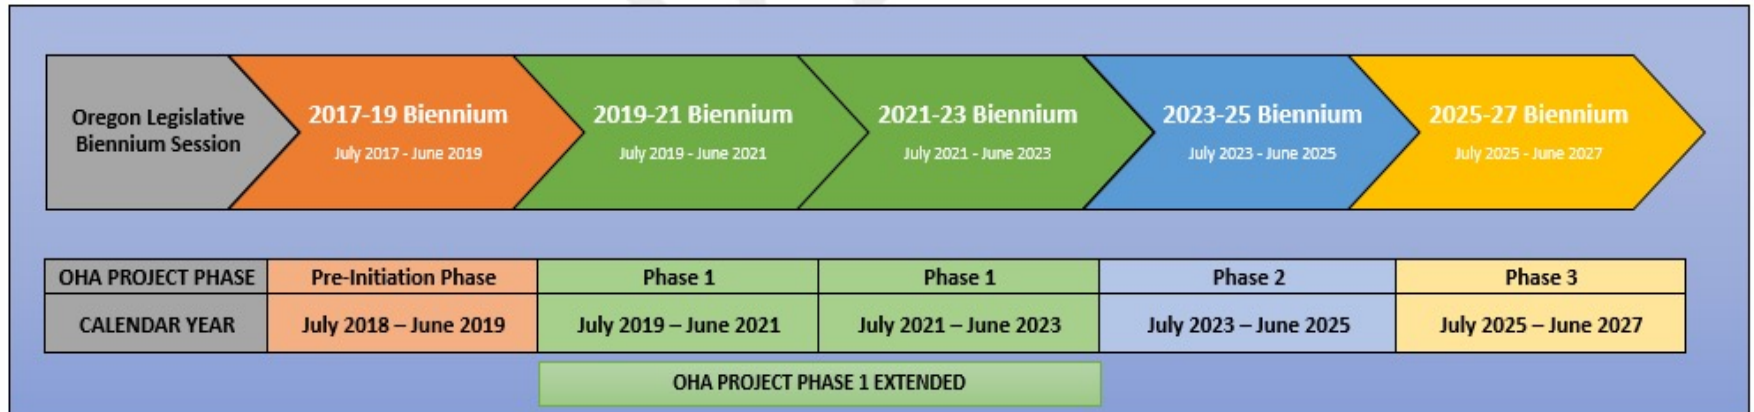 Oregon Legislative
Biennium Session
2017-19 Biennium
July 2017 - June 2019
2019-21 Biennium
July 2019 - June 2021
2021-23 Biennium
July 2021 - June 2023
2023-25 Biennium
July 2023 - June 2025
2025-27 Biennium
July 2025 - June 2027
OHA PROJECT PHASE Pre-Initiation Phase Phase 1 Phase 1 Phase 2 Phase 3
CALENDAR YEAR July 2018 – June 2019 July 2019 – June 2021 July 2021 – June 2023 July 2023 – June 2025 July 2025 – June 2027
OHA PROJECT PHASE 1 EXTENDED